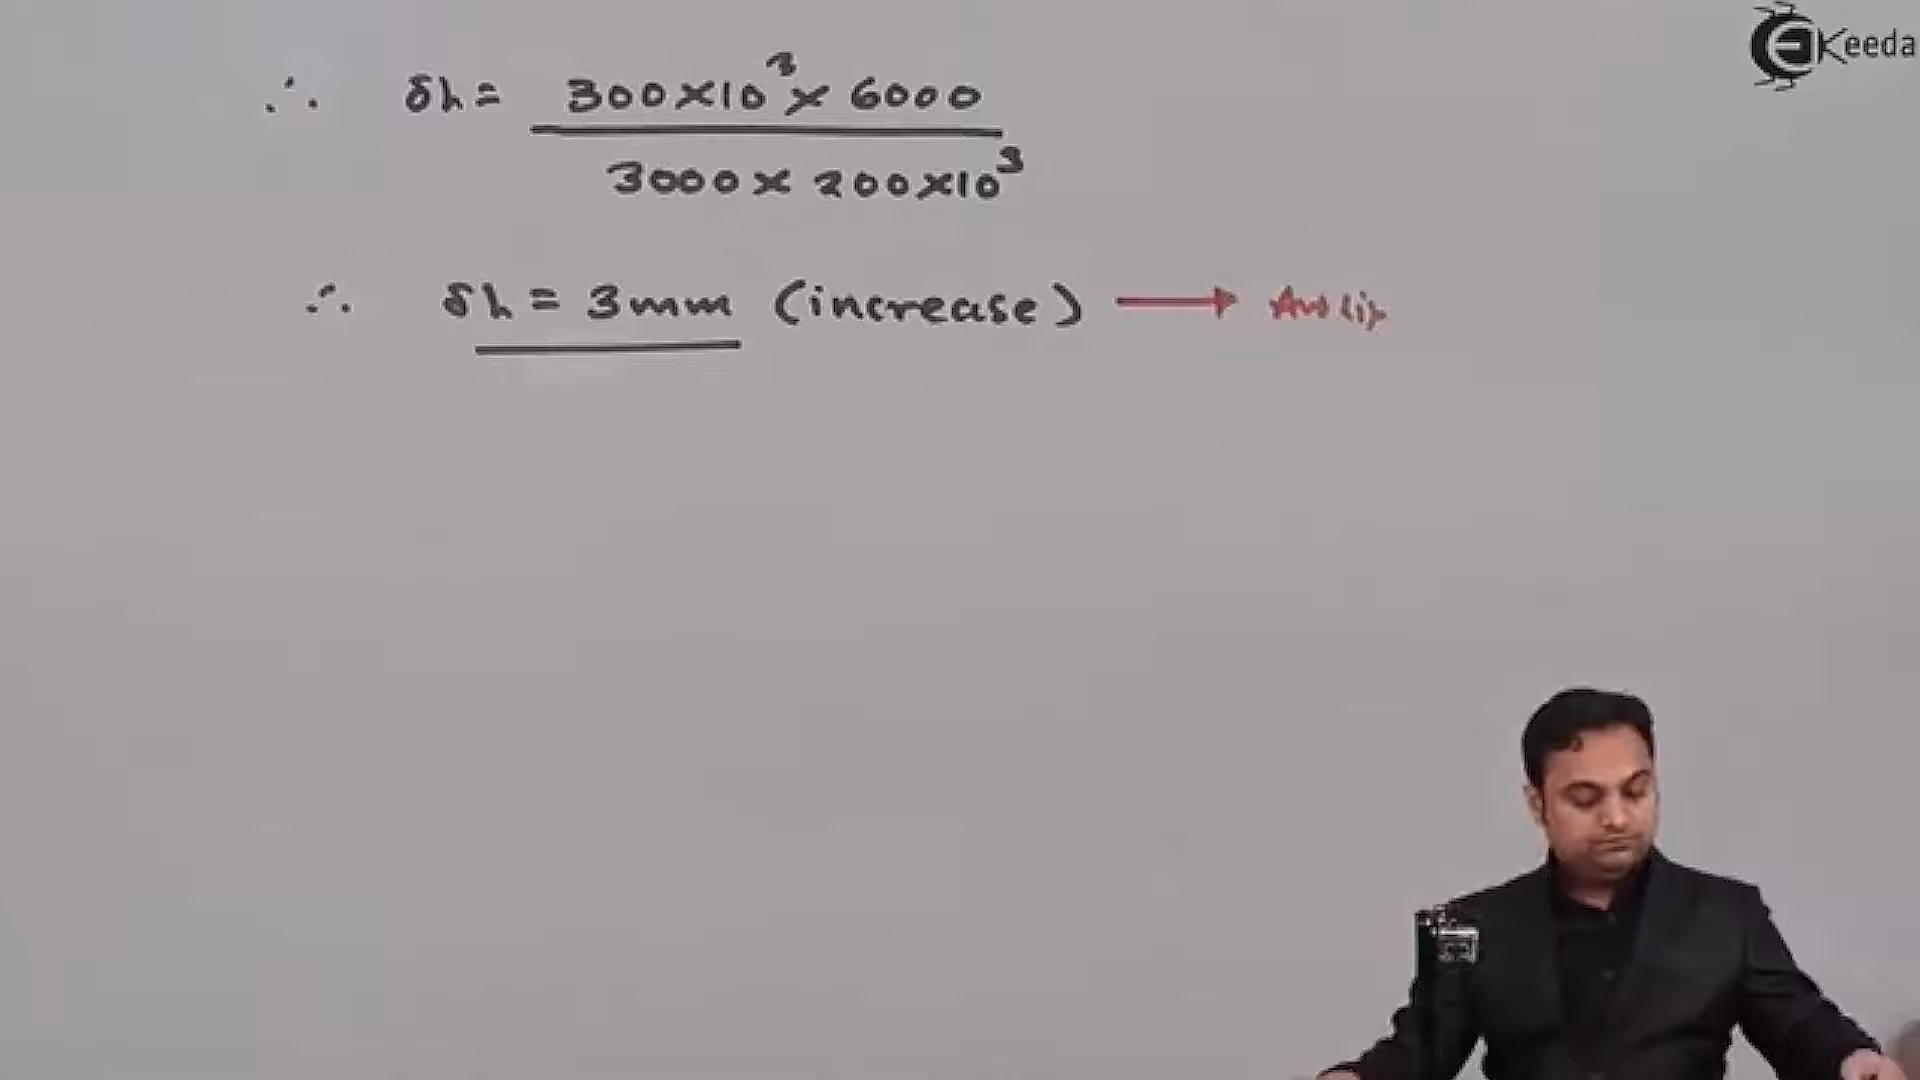 Keeda
∴ δh = 300×10³× 6000
3000 × 200×10³
∴ δh = 3mm (increase) →